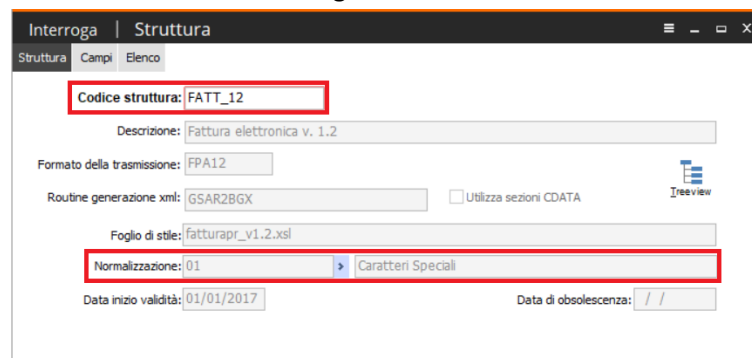 Interroga | Struttura
Struttura Campi Elenco
Codice struttura: FATT_12
Descrizione: Fattura elettronica v. 1.2
Formato della trasmissione: FPA12
Routine generazione xml: GSAR2BGX Utilizza sezioni CDATA Treeview
Foglio di stile: fatturapr_v1.2.xsl
Normalizzazione: 01 Caratteri Speciali
Data inizio validità: 01/01/2017 Data di obsolescenza: / /